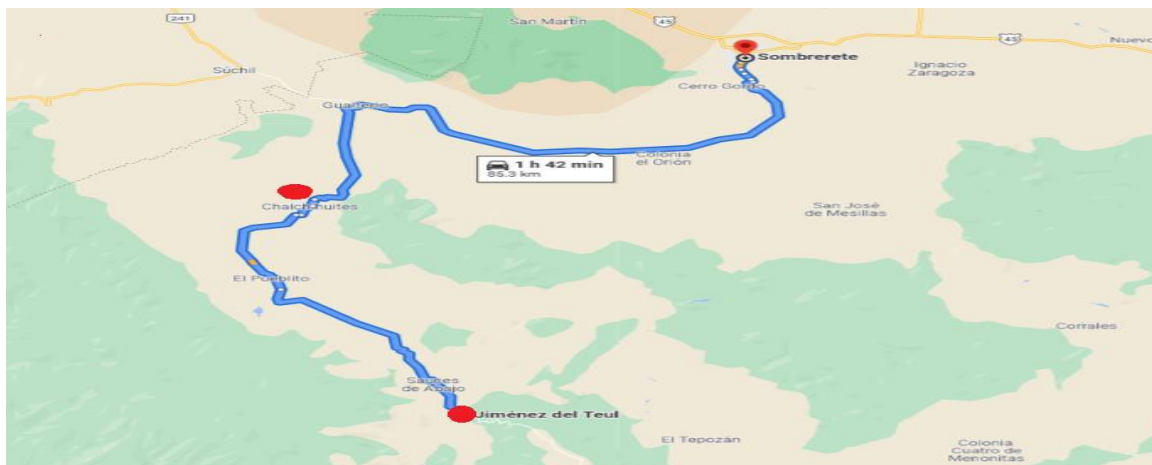 241
San Martín
45
45
Nuevo
Súchil
Sombrerete
Ignacio
Zaragoza
Cerro Gordo
Gualterio
Colonia
el Orión
1 h 42 min
85.3 km
Chalchihuites
San José
de Mesillas
El Pueblito
Corrales
Sauces
de Abajo
Jiménez del Teul
El Tepozán
Colonia
Cuatro de
Menonitas